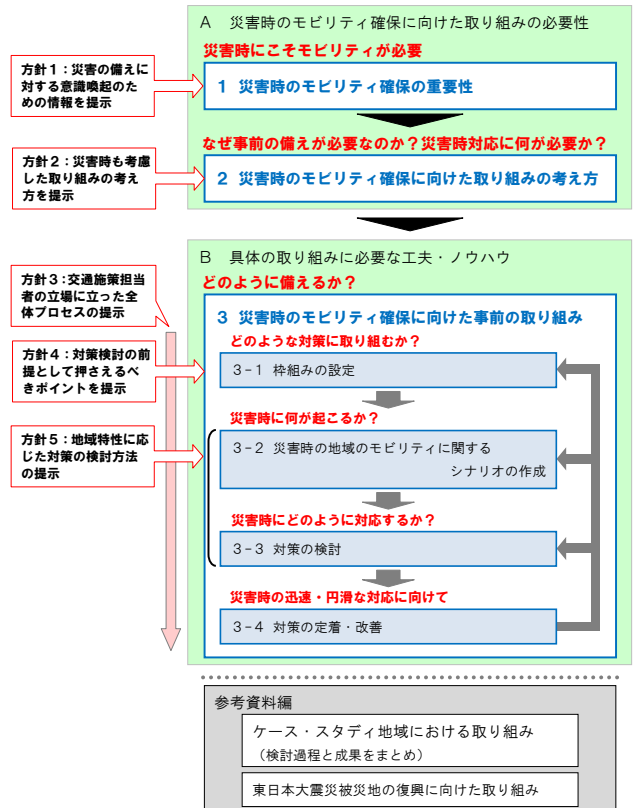 A 災害時のモビリティ確保に向けた取り組みの必要性
災害時にこそモビリティが必要
方針1：災害の備えに
対する意識喚起のた
めの情報を提示
1 災害時のモビリティ確保の重要性
なぜ事前の備えが必要なのか？災害時対応に何が必要か？
方針2：災害時も考慮
した取り組みの考え
方を提示
2 災害時のモビリティ確保に向けた取り組みの考え方
B 具体の取り組みに必要な工夫・ノウハウ
どのように備えるか？
方針3：交通施策担当
者の立場に立った全
体プロセスの提示
3 災害時のモビリティ確保に向けた事前の取り組み
どのような対策に取り組むか？
方針4：対策検討の前
提として押さえるべ
きポイントを提示
3-1 枠組みの設定
災害時に何が起こるか？
方針5：地域特性に応
じた対策の検討方法
の提示
3-2 災害時の地域のモビリティに関する
シナリオの作成
災害時にどのように対応するか？
3-3 対策の検討
災害時の迅速・円滑な対応に向けて
3-4 対策の定着・改善
参考資料編
ケース・スタディ地域における取り組み
（検討過程と成果をまとめ）
東日本大震災被災地の復興に向けた取り組み